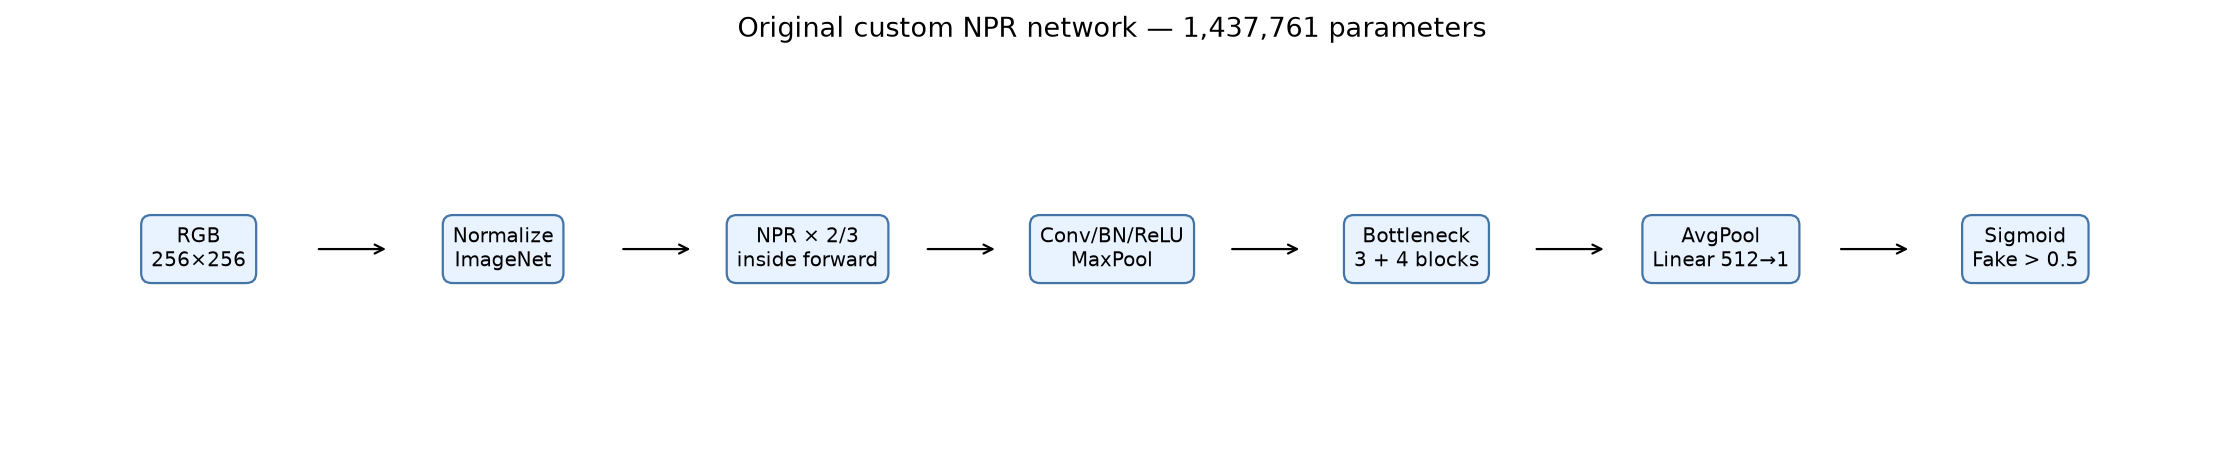 Original custom NPR network — 1,437,761 parameters
RGB
256×256
Normalize
ImageNet
NPR × 2/3
inside forward
Conv/BN/ReLU
MaxPool
Bottleneck
3 + 4 blocks
AvgPool
Linear 512→1
Sigmoid
Fake > 0.5